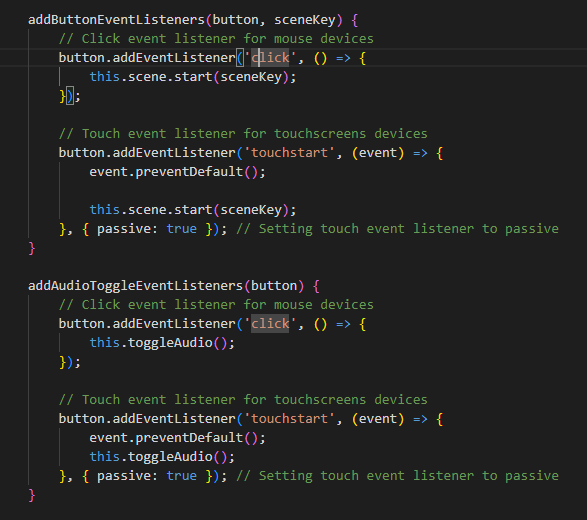 addButtonEventListeners(button, sceneKey) {
// Click event listener for mouse devices
button.addEventListener('click', () => {
this.scene.start(sceneKey);
});
// Touch event listener for touchscreens devices
button.addEventListener('touchstart', (event) => {
event.preventDefault();
this.scene.start(sceneKey);
}, { passive: true }); // Setting touch event listener to passive
}
addAudioToggleEventListeners(button) {
// Click event listener for mouse devices
button.addEventListener('click', () => {
this.toggleAudio();
});
// Touch event listener for touchscreens devices
button.addEventListener('touchstart', (event) => {
event.preventDefault();
this.toggleAudio();
}, { passive: true }); // Setting touch event listener to passive
}